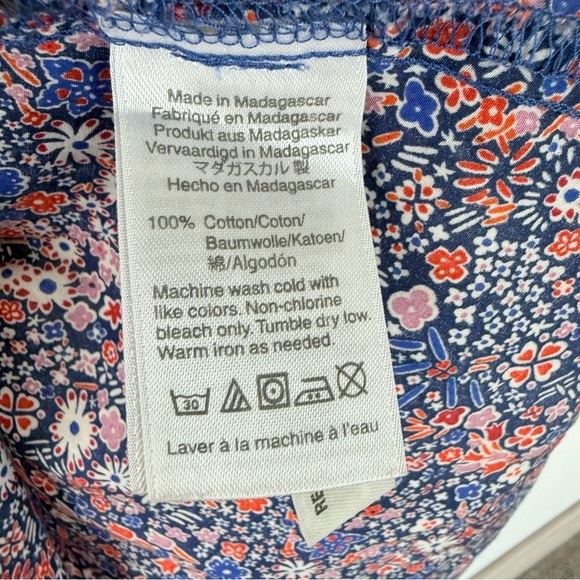 Made in Madagascar
Fabriqué en Madagascar
Produkt aus Madagaskar
Vervaardigd in Madagascar
マダガスカル製
Hecho en Madagascar
100% Cotton/Coton/
Baumwolle/Katoen/
綿/Algodón
Machine wash cold with
like colors. Non-chlorine
bleach only. Tumble dry low.
Warm iron as needed.
30
Laver à la machine à l'eau